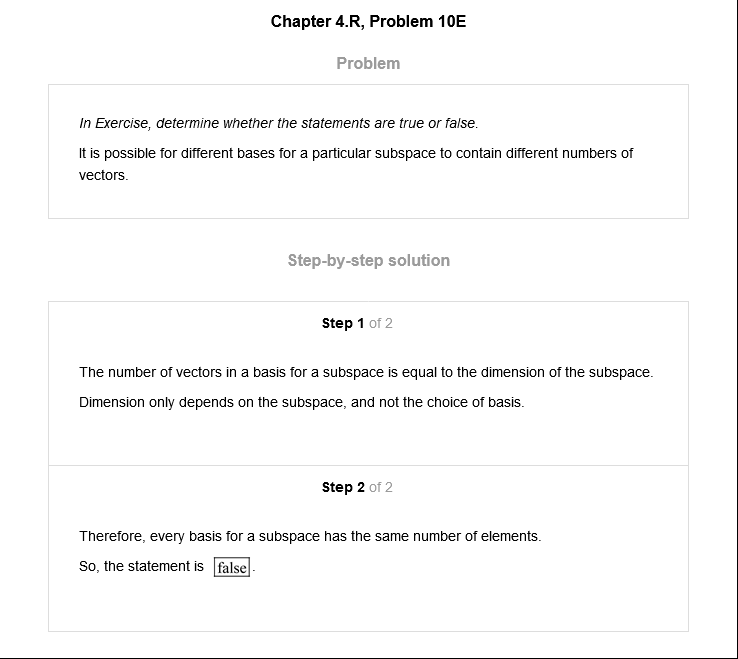 Chapter 4.R, Problem 10E
Problem
In Exercise, determine whether the statements are true or false.
It is possible for different bases for a particular subspace to contain different numbers of
vectors.
Step-by-step solution
Step 1 of 2
The number of vectors in a basis for a subspace is equal to the dimension of the subspace.
Dimension only depends on the subspace, and not the choice of basis.
Step 2 of 2
Therefore, every basis for a subspace has the same number of elements.
So, the statement is false.